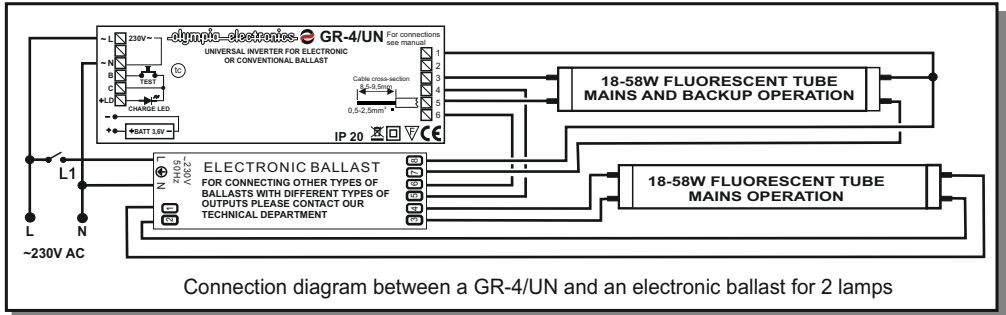 olympia electronics GR-4/UN For connections
see manual
UNIVERSAL INVERTER FOR ELECTRONIC
OR CONVENTIONAL BALLAST
~ L 230V~
~ N
B
TEST
C
+LD
CHARGE LED
tc
- 
+ +BATT 3,6V -
Cable cross-section
8,5-9,5mm
0,5-2,5mm²
IP 20 F CE
1
2
3
4
5
6
18-58W FLUORESCENT TUBE
MAINS AND BACKUP OPERATION
L1
L N
~230V AC
L
N
~230V
50Hz
1
2
ELECTRONIC BALLAST
FOR CONNECTING OTHER TYPES OF
BALLASTS WITH DIFFERENT TYPES OF
OUTPUTS PLEASE CONTACT OUR
TECHNICAL DEPARTMENT
8
7
6
5
4
3
18-58W FLUORESCENT TUBE
MAINS OPERATION
Connection diagram between a GR-4/UN and an electronic ballast for 2 lamps